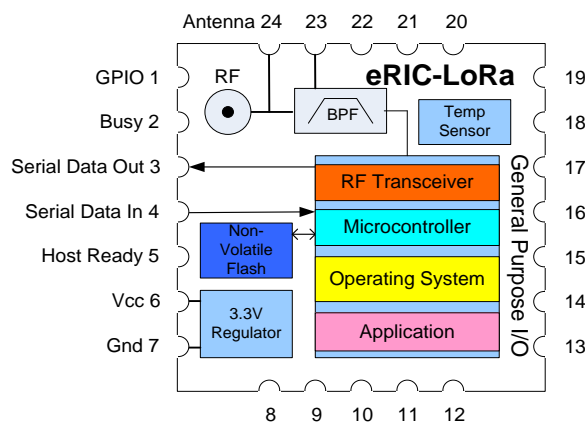 Antenna 24 23 22 21 20
eRIC-LoRa
GPIO 1
RF
19
BPF
Temp
Sensor
Busy 2
18
Serial Data Out 3
17
RF Transceiver
General Purpose I/O
Serial Data In 4
16
Microcontroller
Non-
Volatile
Flash
Host Ready 5
15
Operating System
Vcc 6
14
3.3V
Regulator
Application
Gnd 7
13
8 9 10 11 12